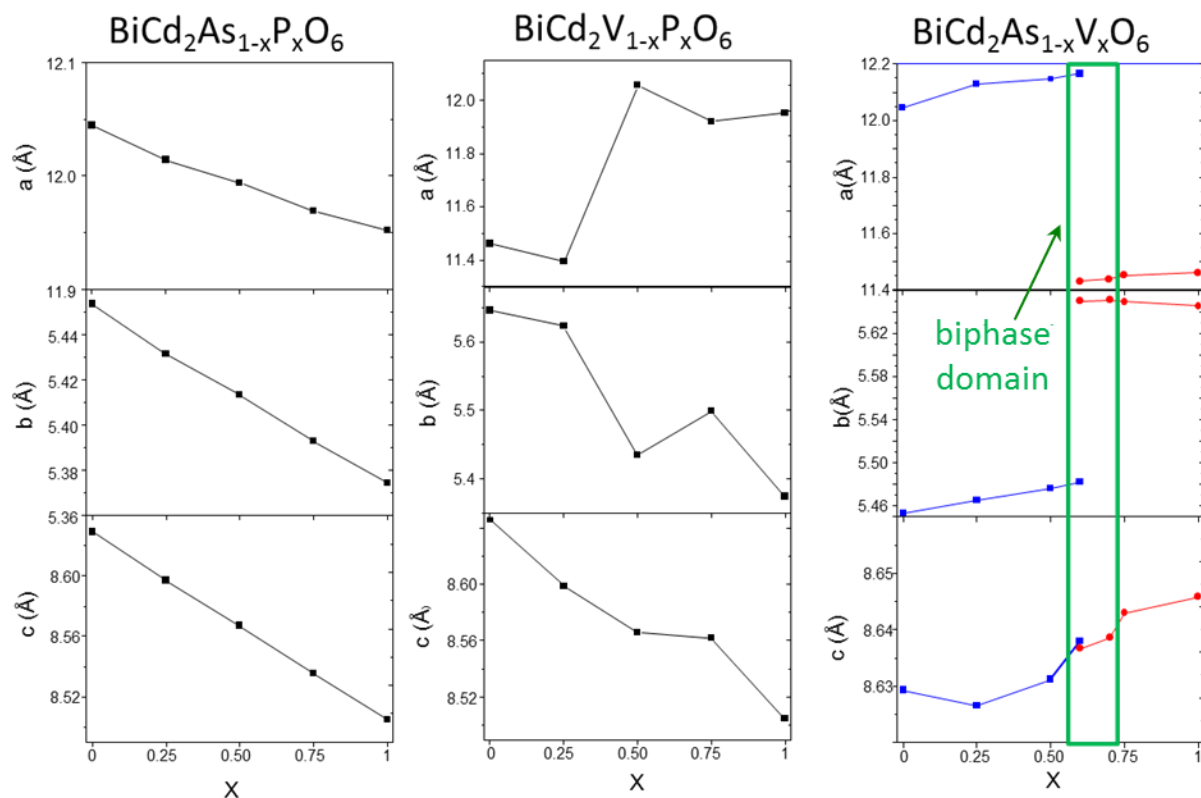 BiCd₂As₁₋ₓPₓO₆
12.1
12.0
11.9
a (Å)
5.44
5.42
5.40
5.38
5.36
b (Å)
8.60
8.56
8.52
c (Å)
0
0.25
0.50
0.75
1
X
BiCd₂V₁₋ₓPₓO₆
12.0
11.8
11.6
11.4
a (Å)
5.6
5.5
5.4
b (Å)
8.60
8.56
8.52
c (Å)
0
0.25
0.50
0.75
1
X
BiCd₂As₁₋ₓVₓO₆
12.2
12.0
11.8
11.6
11.4
a(Å)
5.62
5.58
5.54
5.50
5.46
b(Å)
8.65
8.64
8.63
c (Å)
0
0.25
0.50
0.75
1
X
biphase
domain